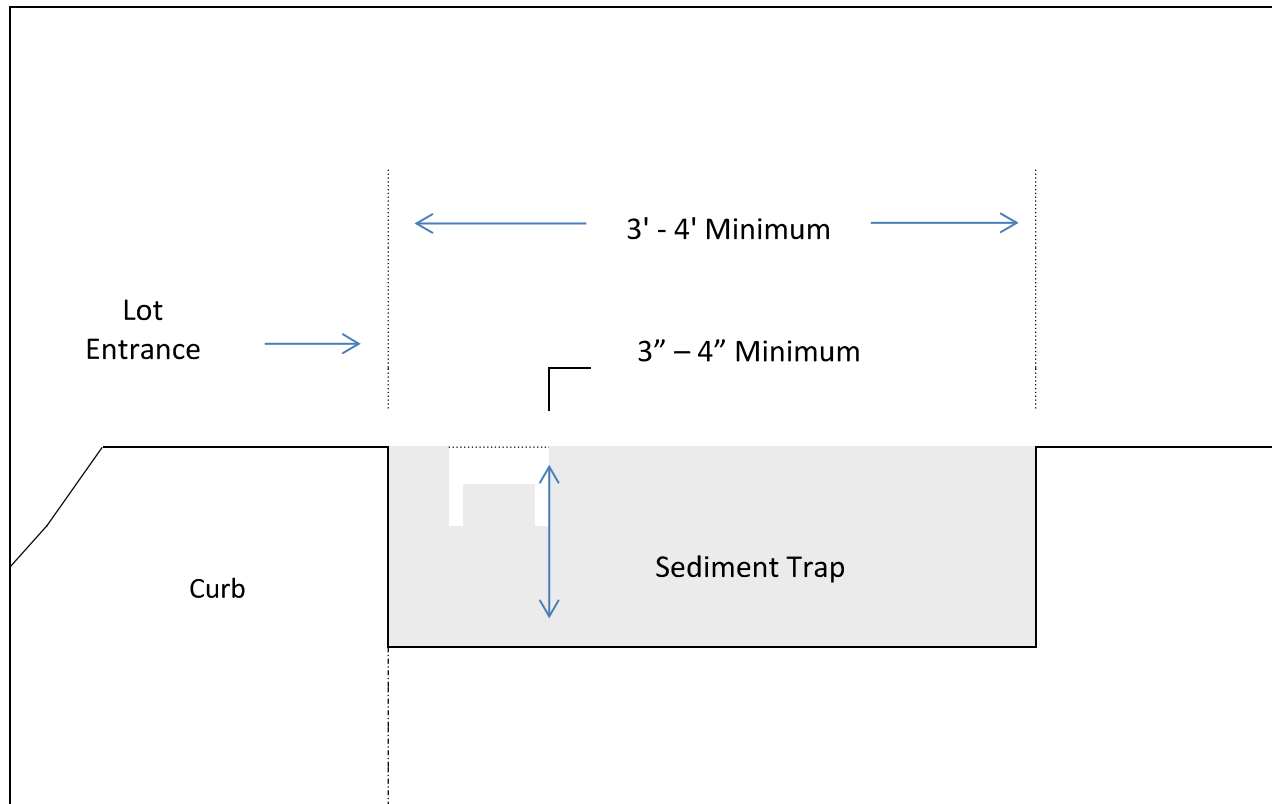 3' - 4' Minimum
Lot
Entrance
3” – 4” Minimum
Sediment Trap
Curb